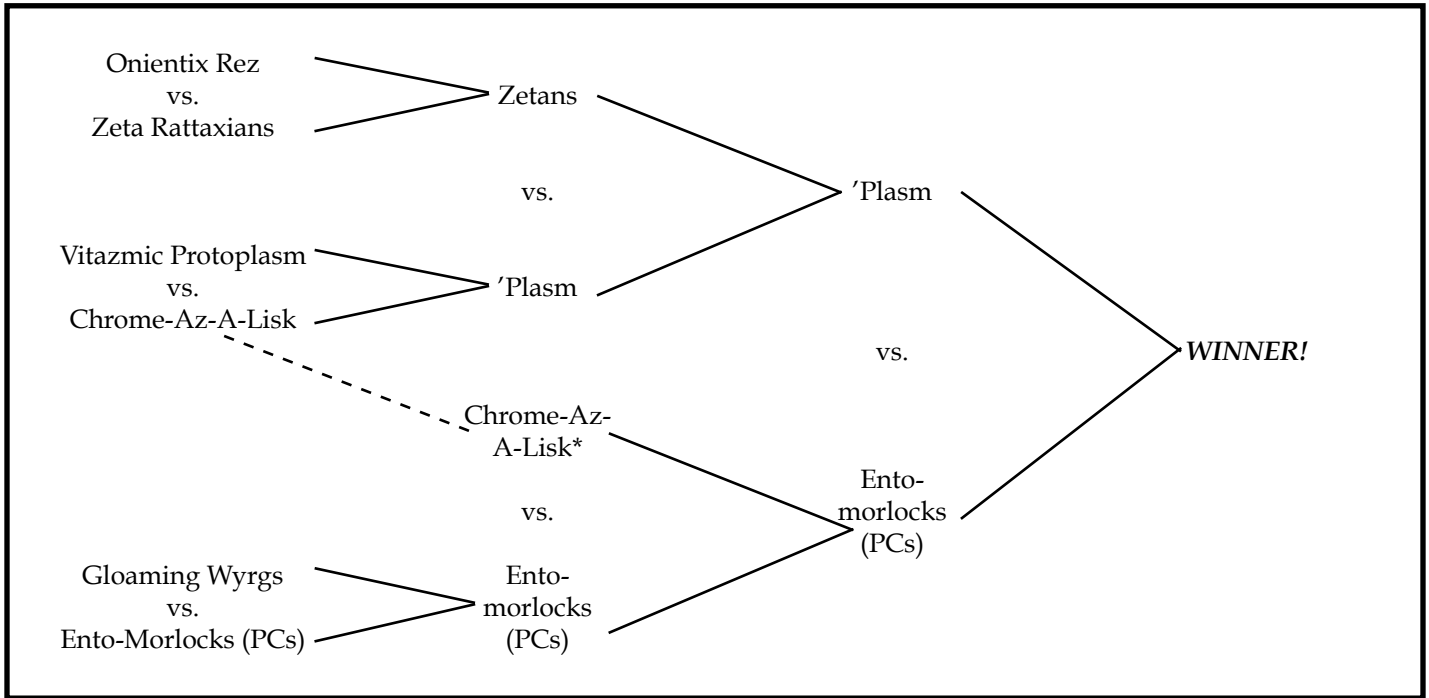 Onientix Rez
vs.
Zeta Rattaxians
Zetans
vs.
’Plasm
Vitazmic Protoplasm
vs.
Chrome-Az-A-Lisk
’Plasm
vs.
WINNER!
Chrome-Az-
A-Lisk*
vs.
Ento-
morlocks
(PCs)
Gloaming Wyrgs
vs.
Ento-Morlocks (PCs)
Ento-
morlocks
(PCs)